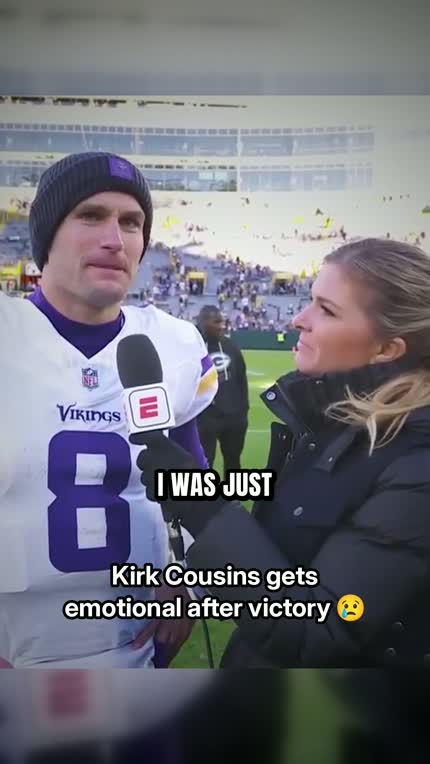 NFL
VIKINGS
8
E
I WAS JUST
Kirk Cousins gets
emotional after victory 😢